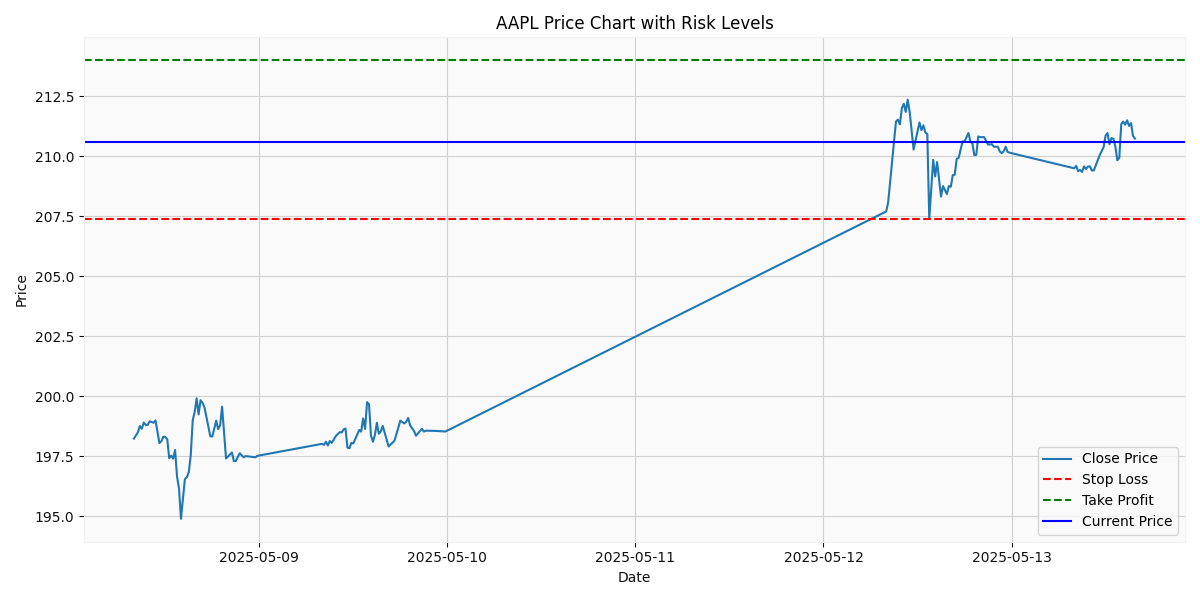 AAPL Price Chart with Risk Levels
Price
212.5
210.0
207.5
205.0
202.5
200.0
197.5
195.0
Close Price
Stop Loss
Take Profit
Current Price
2025-05-09
2025-05-10
2025-05-11
2025-05-12
2025-05-13
Date